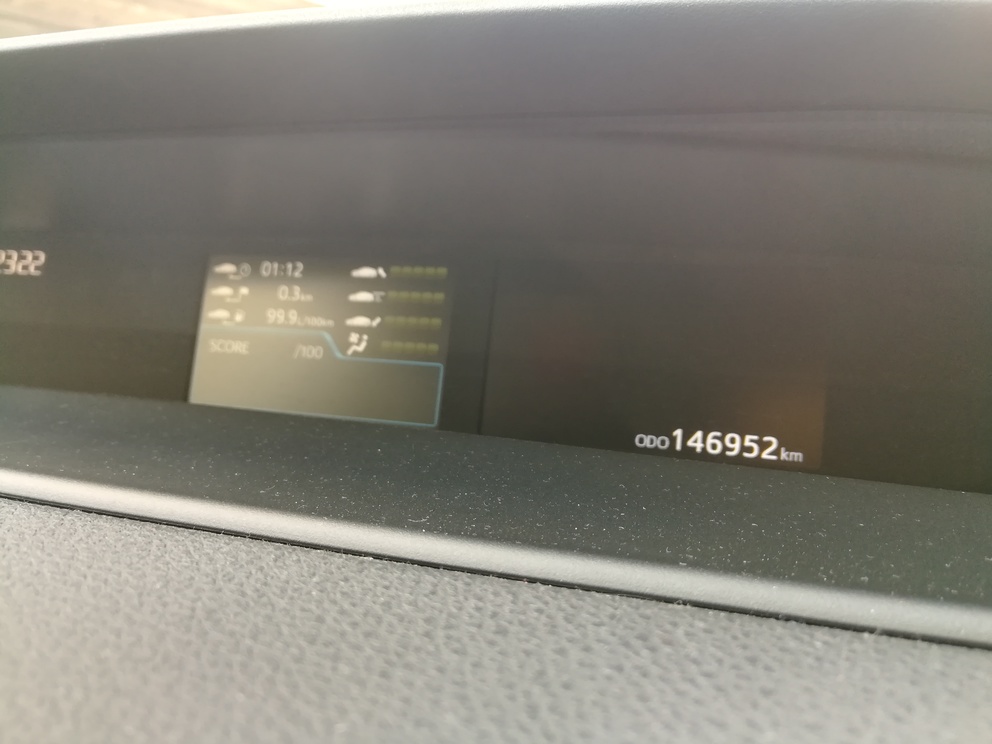 2322
01:12
0.3km
99.9L/100km
SCORE /100
ODO146952km